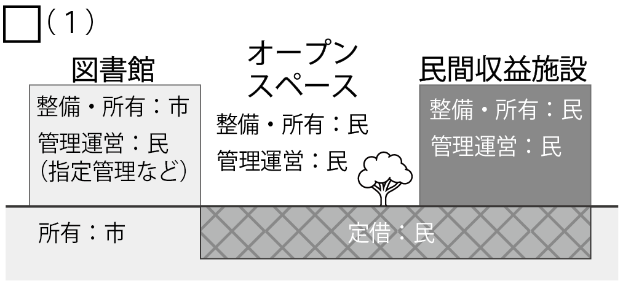 □(1)
図書館
整備・所有：市
管理運営：民
(指定管理など)
オープン
スペース
整備・所有：民
管理運営：民
民間収益施設
整備・所有：民
管理運営：民
所有：市
定借：民